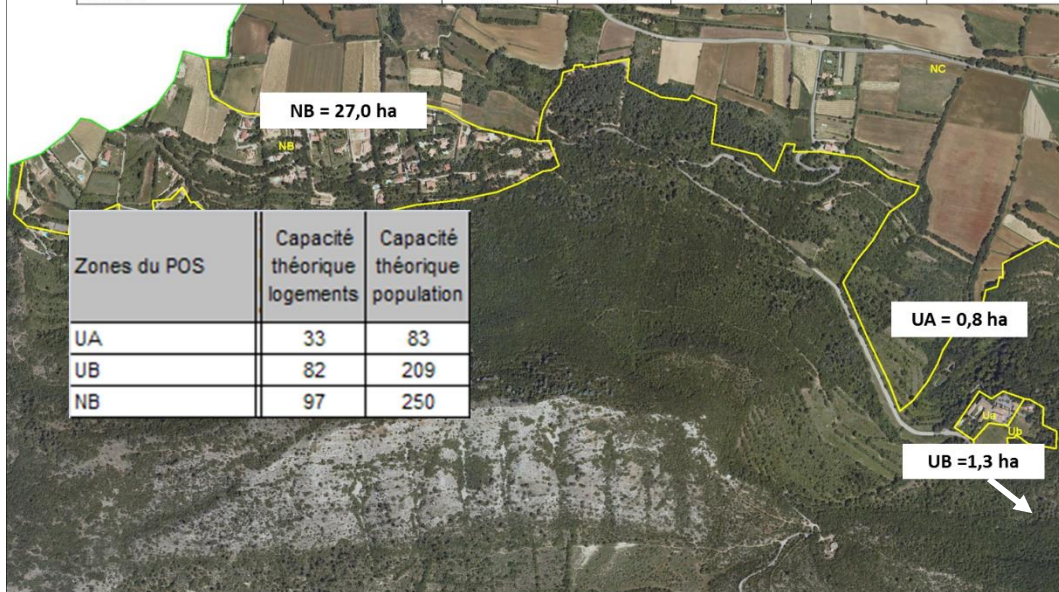 NC
NB = 27,0 ha
NB
Zones du POS
Capacité théorique logements
Capacité théorique population
UA 33 83
UB 82 209
NB 97 250
UA = 0,8 ha
Ua
Ub
UB =1,3 ha